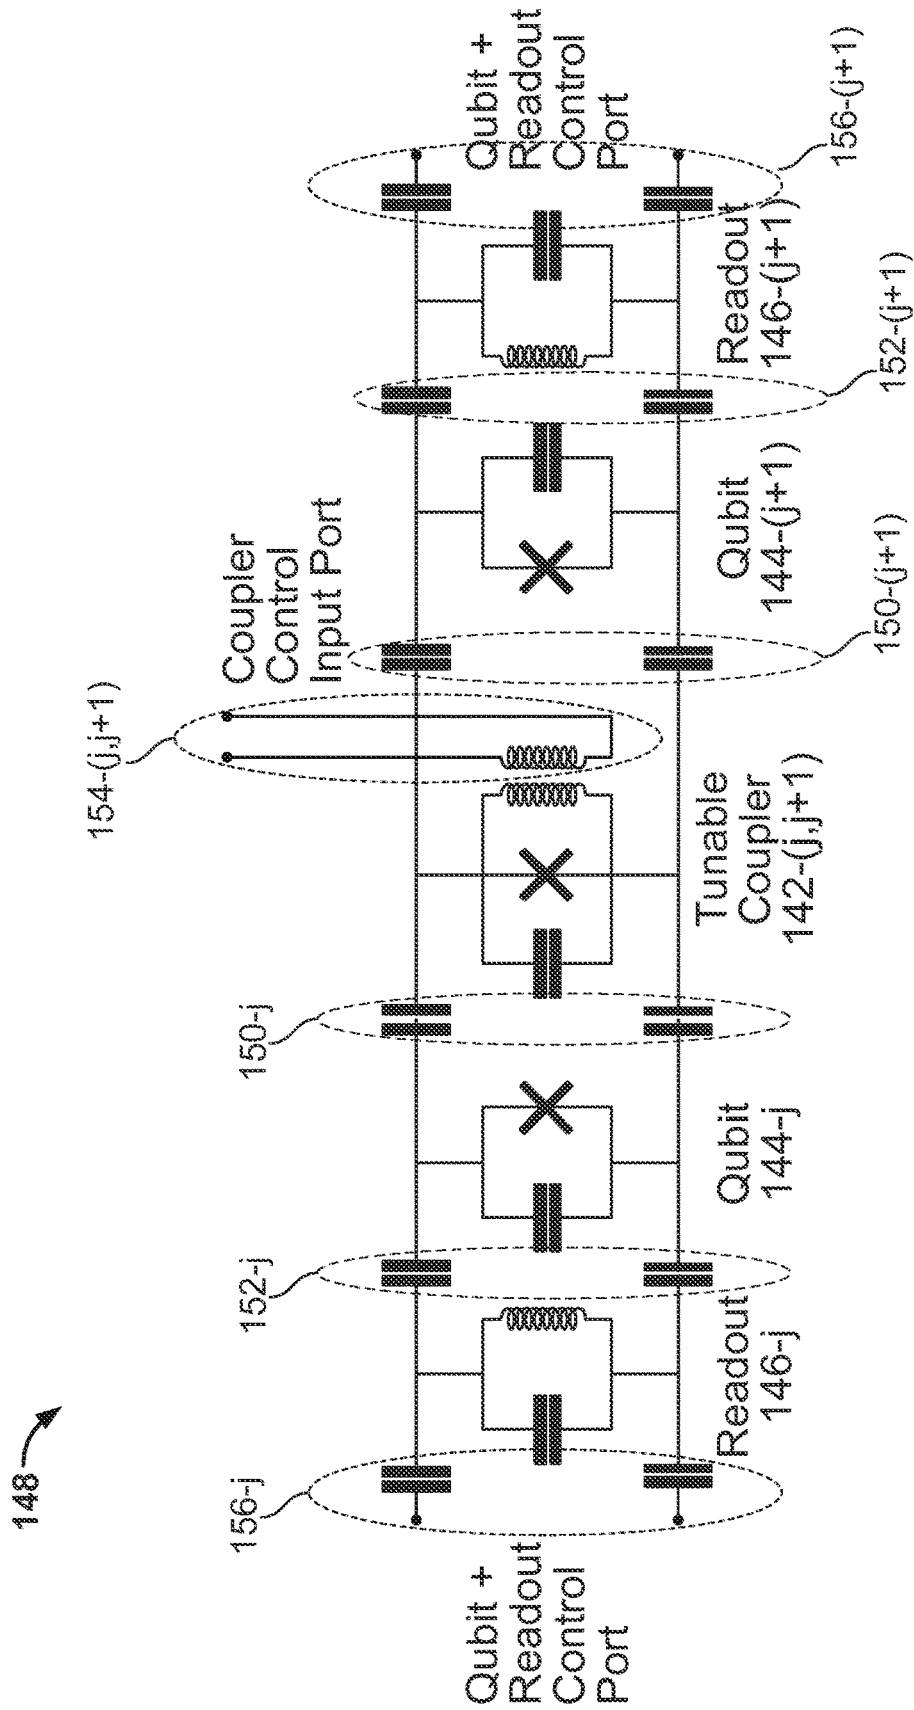 148
156-j
152-j
150-j
154-(j,j+1)
Coupler
Control
Input Port
Qubit +
Readout
Control
Port
Qubit +
Readout
Control
Port
Readout
146-j
Qubit
144-j
Tunable
Coupler
142-(j,j+1)
Qubit
144-(j+1)
Readout
146-(j+1)
150-(j+1)
152-(j+1)
156-(j+1)